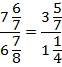 7 6/7 / 6 7/8 = 3 5/7 / 1 1/4